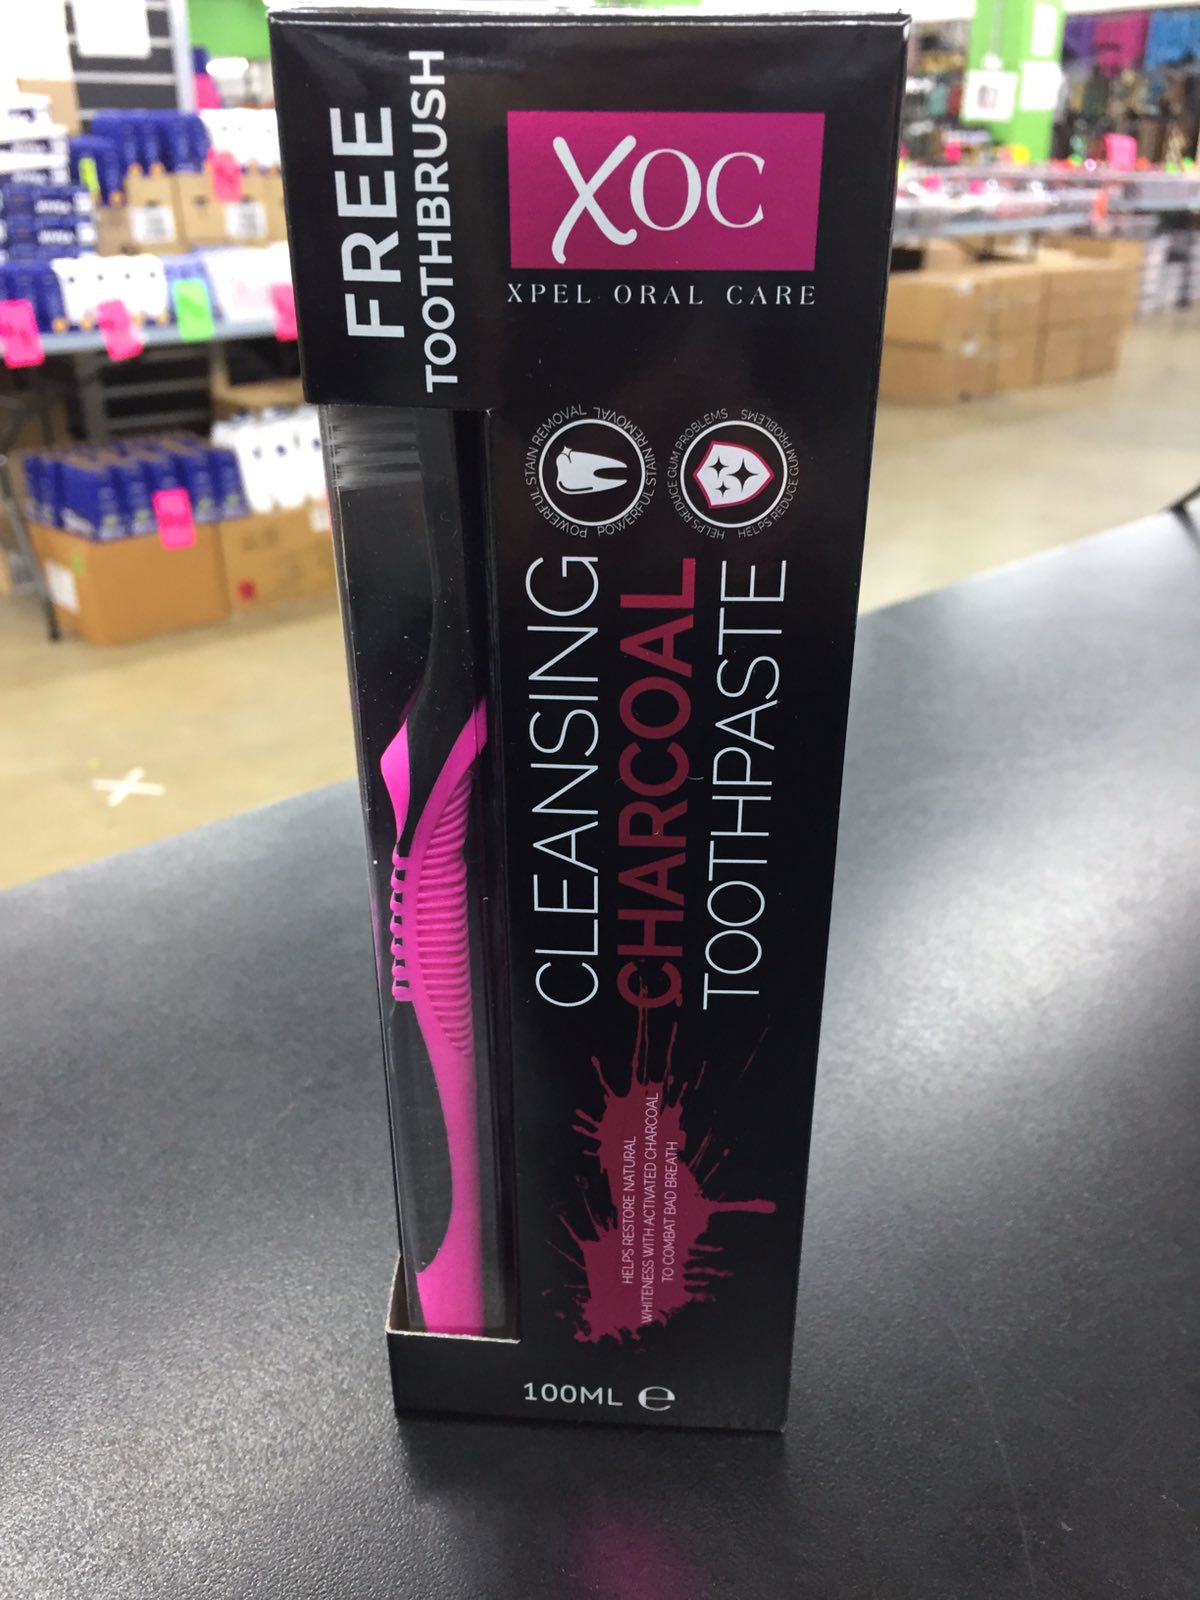 FREE
TOOTHBRUSH
XOC
XPEL ORAL CARE
POWERFUL STAIN REMOVAL POWERFUL STAIN REMOVAL
HELPS REDUCE GUM PROBLEMS HELPS REDUCE GUM PROBLEMS
CLEANSING
CHARCOAL
TOOTHPASTE
HELPS RESTORE NATURAL
WHITENESS WITH ACTIVATED CHARCOAL
TO COMBAT BAD BREATH
100ML ℮